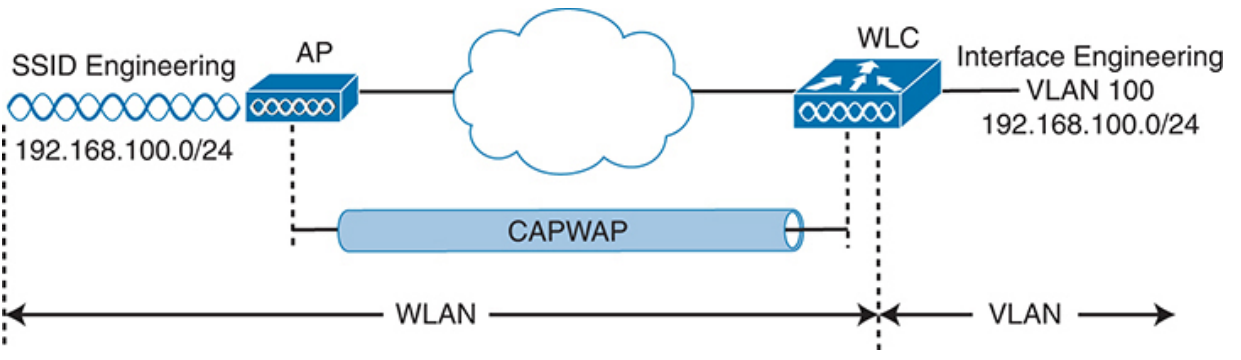 SSID Engineering
192.168.100.0/24
AP
WLC
Interface Engineering
VLAN 100
192.168.100.0/24
CAPWAP
WLAN
VLAN